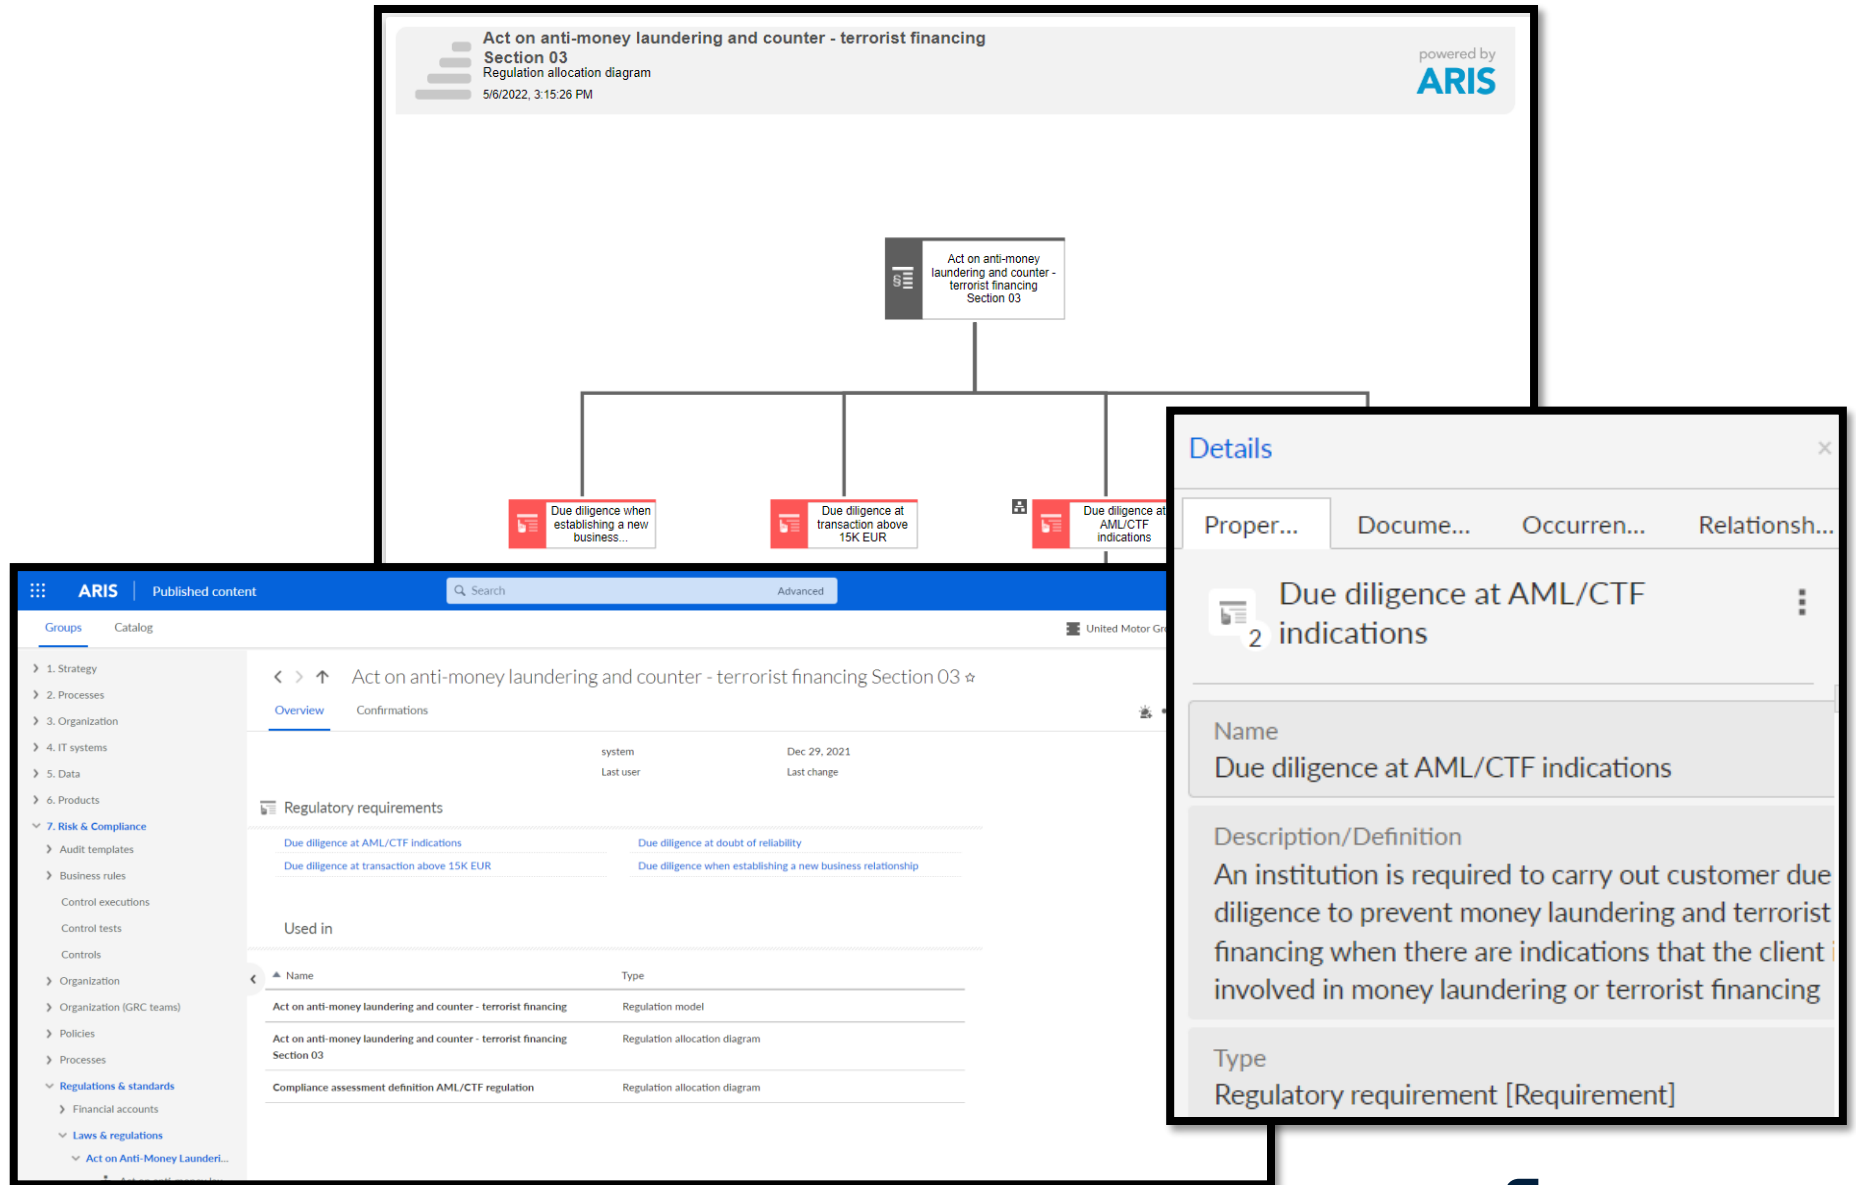 Act on anti-money laundering and counter - terrorist financing
Section 03
Regulation allocation diagram
5/6/2022, 3:15:26 PM
powered by
ARIS
Act on anti-money
laundering and counter -
terrorist financing
Section 03
Due diligence when
establishing a new
business...
Due diligence at
transaction above
15K EUR
Due diligence at
AML/CTF
indications
ARIS
Published content
Search
Advanced
Groups
Catalog
United Motor Gr
1. Strategy
2. Processes
3. Organization
4. IT systems
5. Data
6. Products
7. Risk & Compliance
Audit templates
Business rules
Control executions
Control tests
Controls
Organization
Organization (GRC teams)
Policies
Processes
Regulations & standards
Financial accounts
Laws & regulations
Act on Anti-Money Launderi...
Act on anti-money laundering and counter - terrorist financing Section 03
Overview
Confirmations
system
Dec 29, 2021
Last user
Last change
Regulatory requirements
Due diligence at AML/CTF indications
Due diligence at doubt of reliability
Due diligence at transaction above 15K EUR
Due diligence when establishing a new business relationship
Used in
Name
Type
Act on anti-money laundering and counter - terrorist financing
Regulation model
Act on anti-money laundering and counter - terrorist financing
Section 03
Regulation allocation diagram
Compliance assessment definition AML/CTF regulation
Regulation allocation diagram
Details
Proper...
Docume...
Occurren...
Relationsh...
2
Due diligence at AML/CTF
indications
Name
Due diligence at AML/CTF indications
Description/Definition
An institution is required to carry out customer due
diligence to prevent money laundering and terrorist
financing when there are indications that the client i
involved in money laundering or terrorist financing
Type
Regulatory requirement [Requirement]